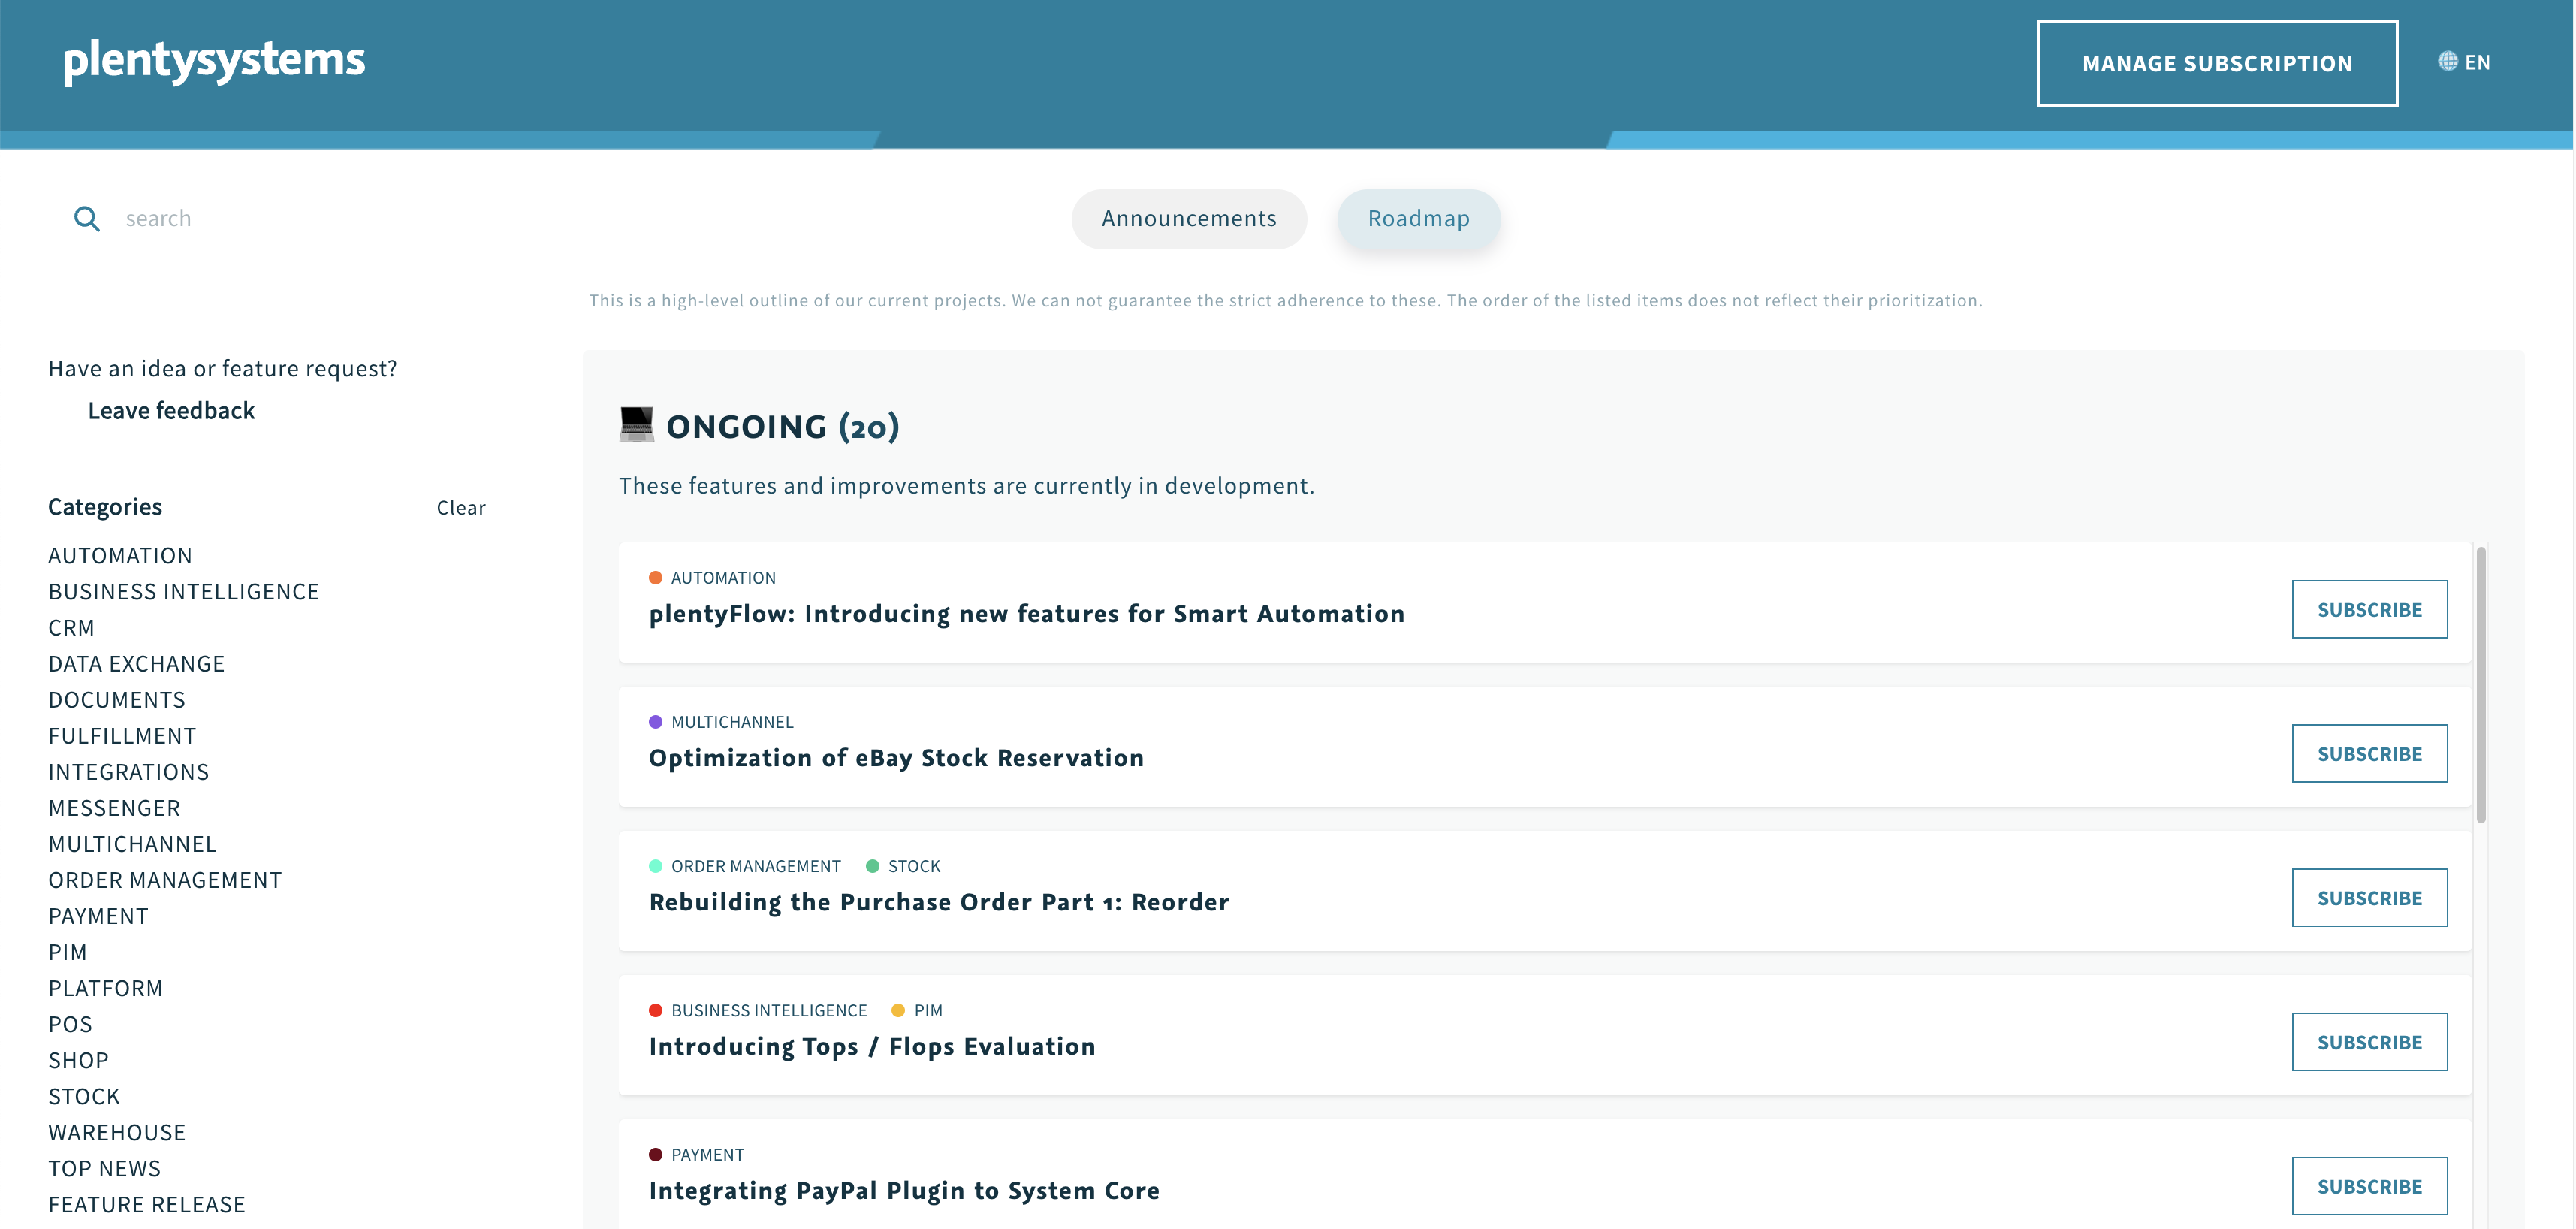 plentysystems
MANAGE SUBSCRIPTION
EN
search
Announcements
Roadmap
This is a high-level outline of our current projects. We can not guarantee the strict adherence to these. The order of the listed items does not reflect their prioritization.
Have an idea or feature request?
Leave feedback
Categories
Clear
AUTOMATION
BUSINESS INTELLIGENCE
CRM
DATA EXCHANGE
DOCUMENTS
FULFILLMENT
INTEGRATIONS
MESSENGER
MULTICHANNEL
ORDER MANAGEMENT
PAYMENT
PIM
PLATFORM
POS
SHOP
STOCK
WAREHOUSE
TOP NEWS
FEATURE RELEASE
ONGOING (20)
These features and improvements are currently in development.
AUTOMATION
plentyFlow: Introducing new features for Smart Automation
SUBSCRIBE
MULTICHANNEL
Optimization of eBay Stock Reservation
SUBSCRIBE
ORDER MANAGEMENT STOCK
Rebuilding the Purchase Order Part 1: Reorder
SUBSCRIBE
BUSINESS INTELLIGENCE PIM
Introducing Tops / Flops Evaluation
SUBSCRIBE
PAYMENT
Integrating PayPal Plugin to System Core
SUBSCRIBE